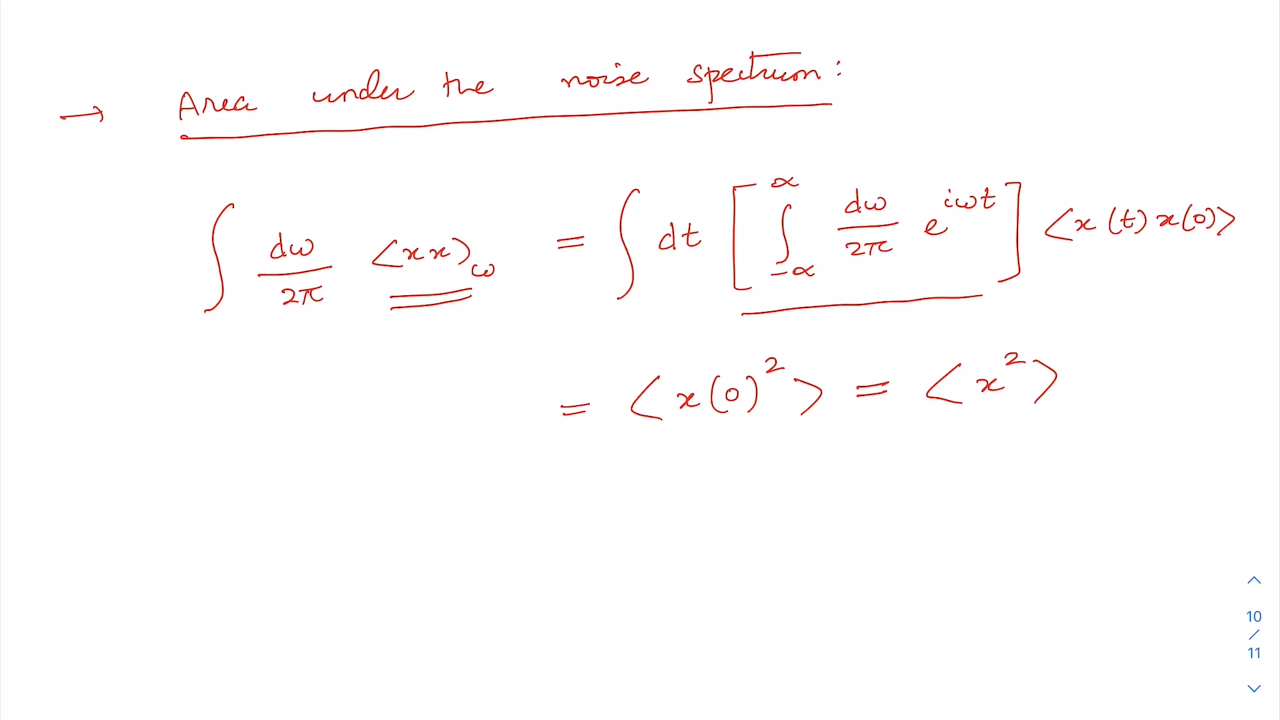 → Area under the noise spectrum:
∫ dω/2π <xx>_ω = ∫ dt [ ∫_{-∝}^{∝} dω/2π e^{iωt} ] <x(t) x(0)>
= <x(0)²> = <x²>
10
/
11